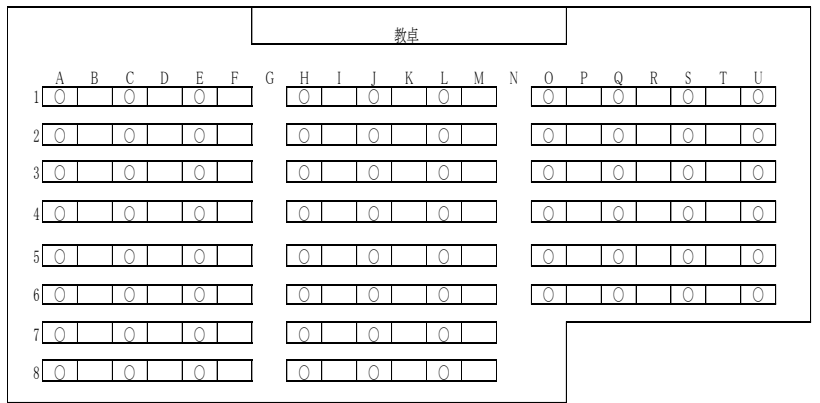 教卓
A B C D E F G H I J K L M N O P Q R S T U
1 ○ ○ ○ ○ ○ ○ ○ ○ ○ ○
2 ○ ○ ○ ○ ○ ○ ○ ○ ○ ○
3 ○ ○ ○ ○ ○ ○ ○ ○ ○ ○
4 ○ ○ ○ ○ ○ ○ ○ ○ ○ ○
5 ○ ○ ○ ○ ○ ○ ○ ○ ○ ○
6 ○ ○ ○ ○ ○ ○ ○ ○ ○ ○
7 ○ ○ ○ ○ ○ ○
8 ○ ○ ○ ○ ○ ○